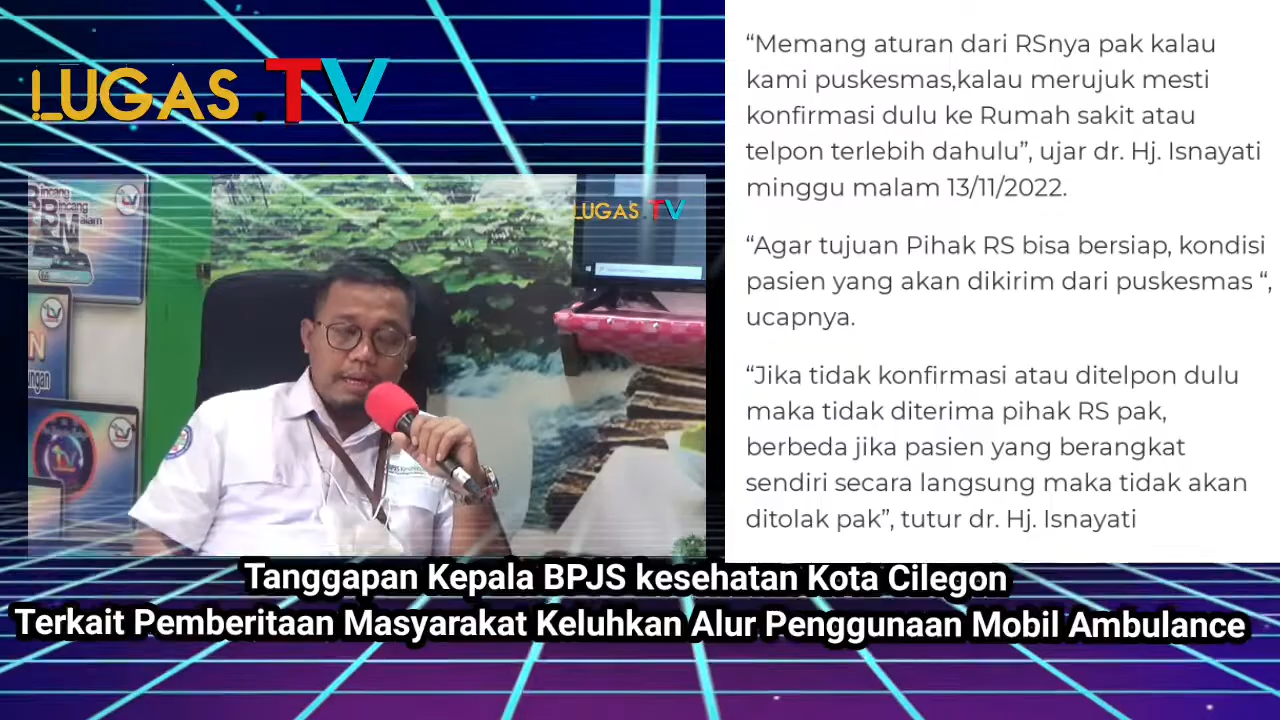 LUGAS.TV
Bincang
Bincang
Malam
LUGAS.TV
“Memang aturan dari RSnya pak kalau
kami puskesmas,kalau merujuk mesti
konfirmasi dulu ke Rumah sakit atau
telpon terlebih dahulu”, ujar dr. Hj. Isnayati
minggu malam 13/11/2022.
“Agar tujuan Pihak RS bisa bersiap, kondisi
pasien yang akan dikirim dari puskesmas “,
ucapnya.
“Jika tidak konfirmasi atau ditelpon dulu
maka tidak diterima pihak RS pak,
berbeda jika pasien yang berangkat
sendiri secara langsung maka tidak akan
ditolak pak”, tutur dr. Hj. Isnayati
Tanggapan Kepala BPJS kesehatan Kota Cilegon
Terkait Pemberitaan Masyarakat Keluhkan Alur Penggunaan Mobil Ambulance